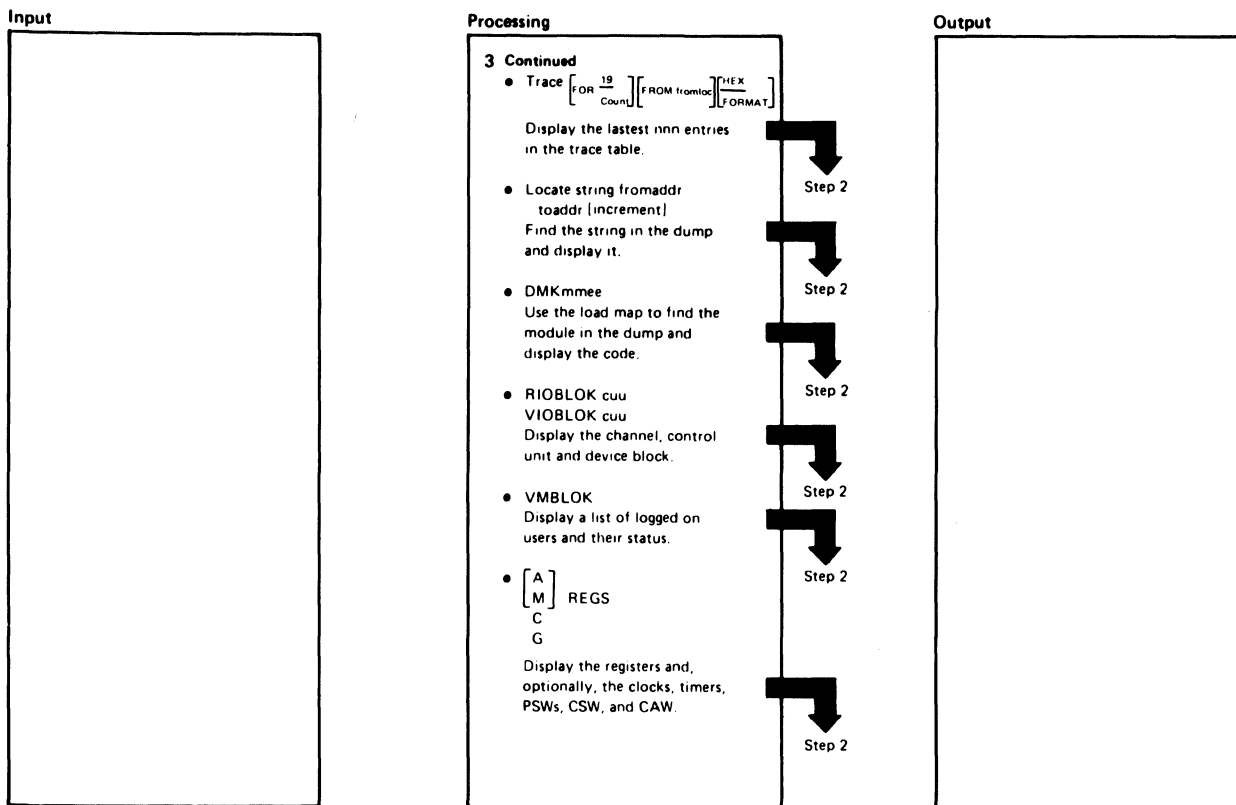 Input
Processing
Output
3 Continued
• Trace [FOR 19 Count] [FROM fromloc] [HEX FORMAT]
Display the lastest nnn entries
in the trace table.
Step 2
• Locate string fromaddr
toaddr [increment]
Find the string in the dump
and display it.
Step 2
• DMKmmee
Use the load map to find the
module in the dump and
display the code.
Step 2
• RIOBLOK cuu
VIOBLOK cuu
Display the channel, control
unit and device block.
Step 2
• VMBLOK
Display a list of logged on
users and their status.
Step 2
• [A
M] REGS
C
G
Display the registers and,
optionally, the clocks, timers,
PSWs, CSW, and CAW.
Step 2